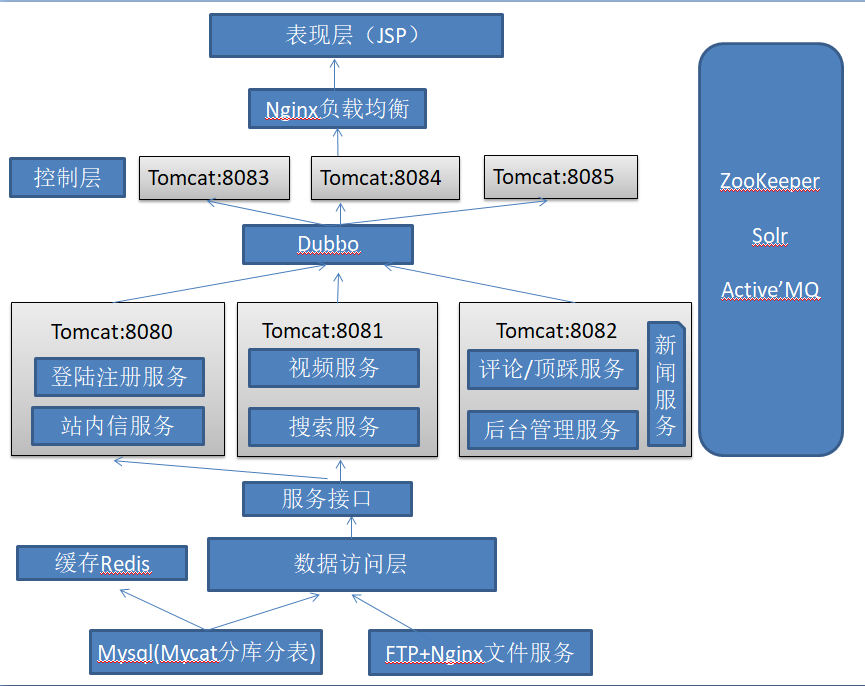 表现层（JSP）
Nginx负载均衡
控制层
Tomcat:8083
Tomcat:8084
Tomcat:8085
Dubbo
Tomcat:8080
登陆注册服务
站内信服务
Tomcat:8081
视频服务
搜索服务
Tomcat:8082
评论/顶踩服务
后台管理服务
新闻服务
服务接口
缓存Redis
数据访问层
Mysql(Mycat分库分表)
FTP+Nginx文件服务
ZooKeeper
Solr
Active’MQ